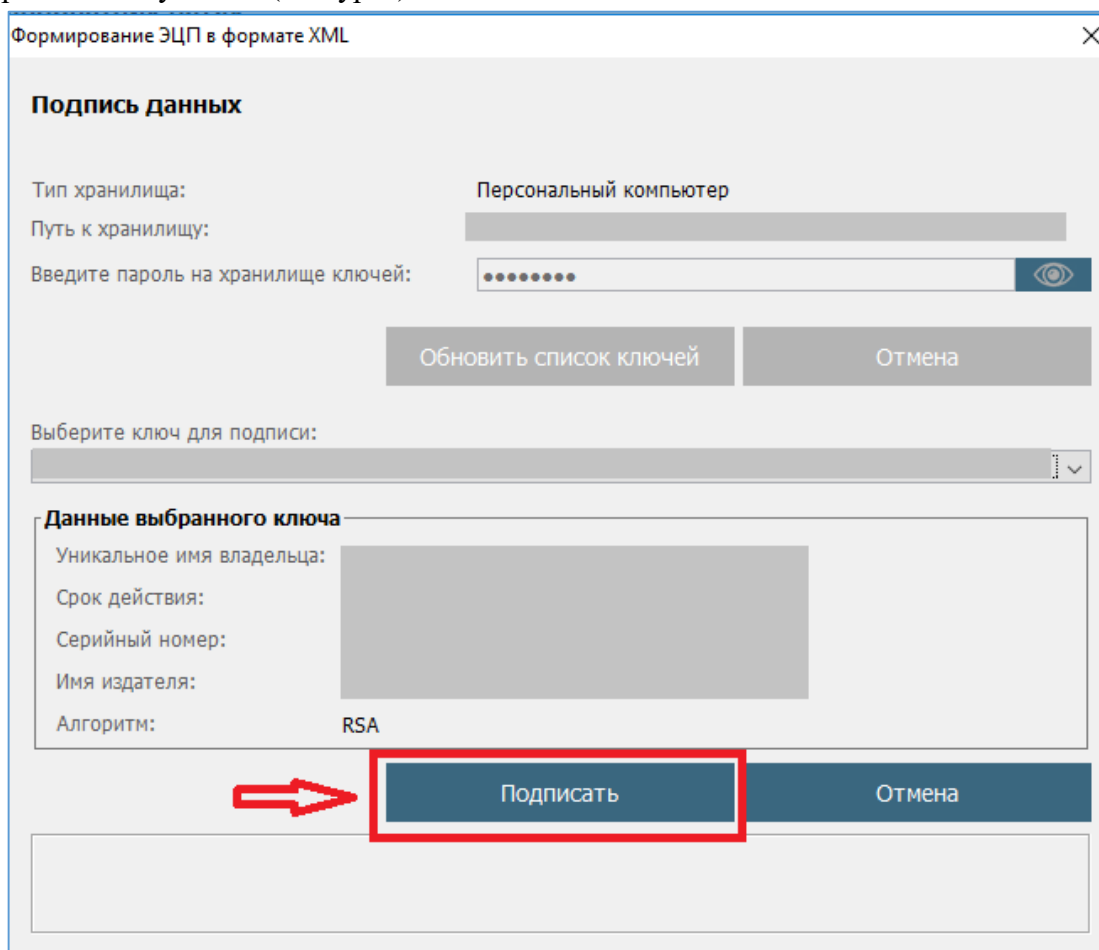 Формирование ЭЦП в формате XML
Подпись данных
Тип хранилища: Персональный компьютер
Путь к хранилищу:
Введите пароль на хранилище ключей: ••••••••
Обновить список ключей Отмена
Выберите ключ для подписи:
Данные выбранного ключа
Уникальное имя владельца:
Срок действия:
Серийный номер:
Имя издателя:
Алгоритм: RSA
Подписать Отмена